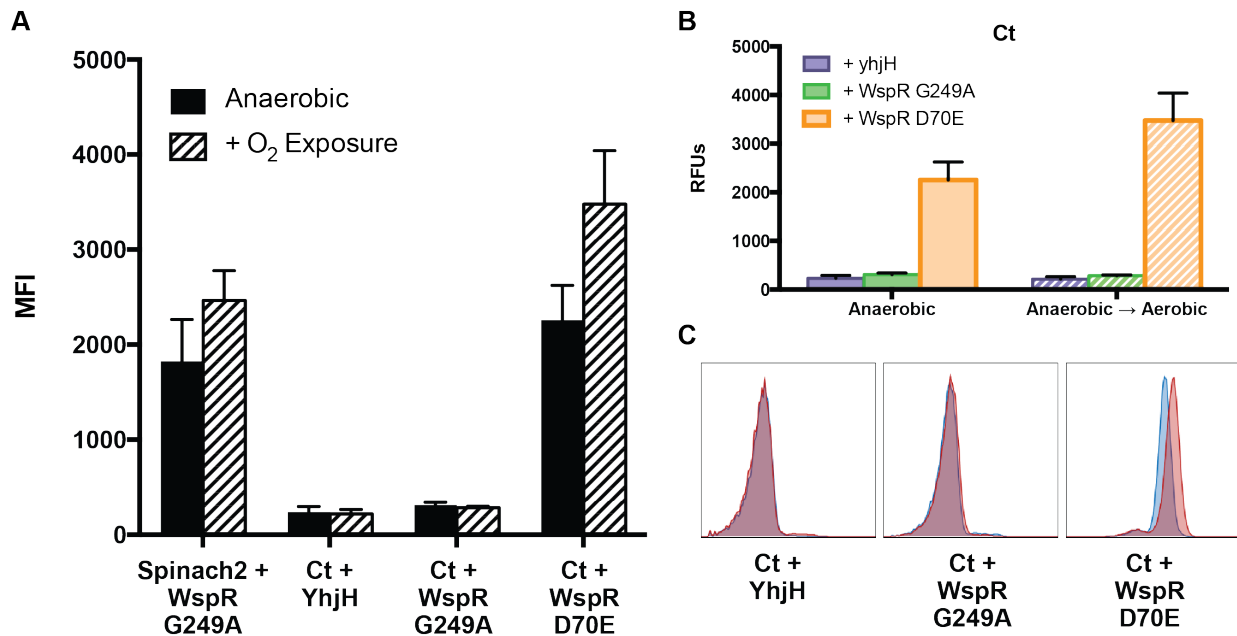 A
5000
4000
3000
2000
1000
0
MFI
Anaerobic
+ O2 Exposure
Spinach2 +
WspR
G249A
Ct +
YhjH
Ct +
WspR
G249A
Ct +
WspR
D70E
B
Ct
5000
4000
3000
2000
1000
0
RFUs
+ yhjH
+ WspR G249A
+ WspR D70E
Anaerobic
Anaerobic → Aerobic
C
Ct +
YhjH
Ct +
WspR
G249A
Ct +
WspR
D70E